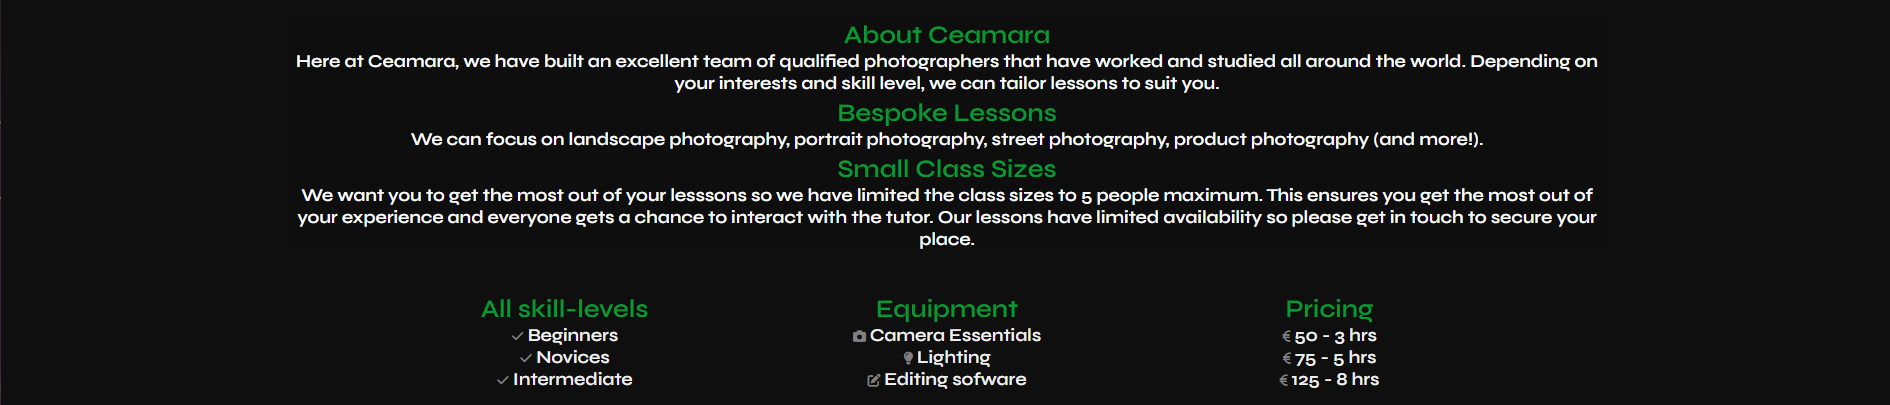 About Ceamara
Here at Ceamara, we have built an excellent team of qualified photographers that have worked and studied all around the world. Depending on
your interests and skill level, we can tailor lessons to suit you.
Bespoke Lessons
We can focus on landscape photography, portrait photography, street photography, product photography (and more!).
Small Class Sizes
We want you to get the most out of your lesssons so we have limited the class sizes to 5 people maximum. This ensures you get the most out of
your experience and everyone gets a chance to interact with the tutor. Our lessons have limited availability so please get in touch to secure your
place.
All skill-levels
Beginners
Novices
Intermediate
Equipment
Camera Essentials
Lighting
Editing sofware
Pricing
€ 50 - 3 hrs
€ 75 - 5 hrs
€ 125 - 8 hrs